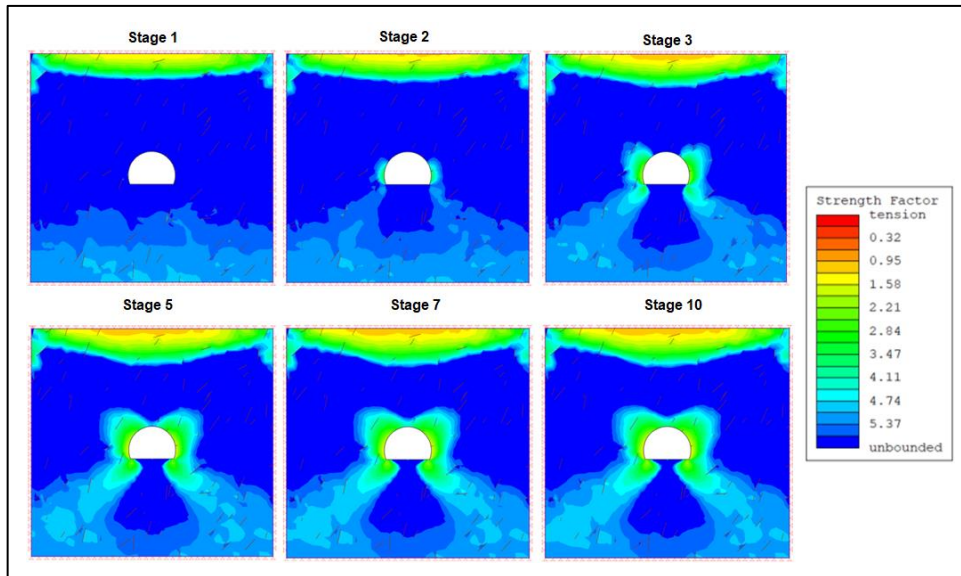 Stage 1
Stage 2
Stage 3
Stage 5
Stage 7
Stage 10
Strength Factor
tension
0.32
0.95
1.58
2.21
2.84
3.47
4.11
4.74
5.37
unbounded